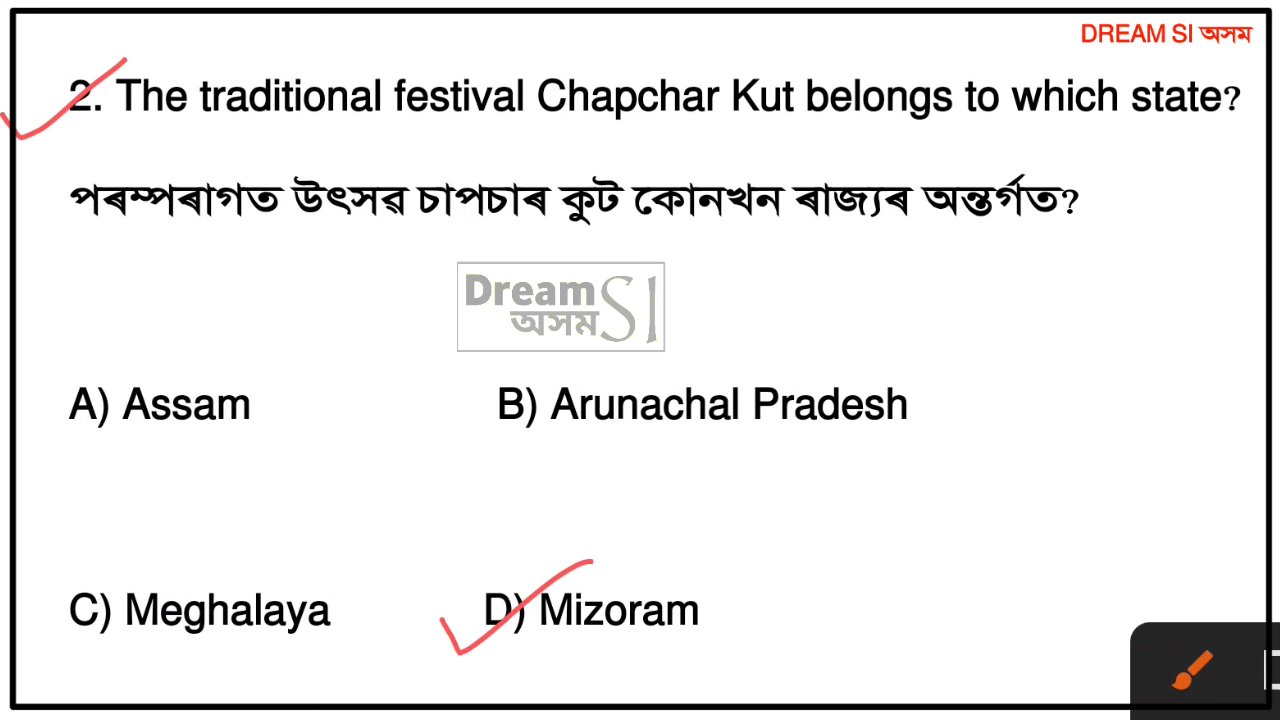 DREAM SI অসম
2. The traditional festival Chapchar Kut belongs to which state?
পৰম্পৰাগত উৎসৱ চাপচাৰ কুট কোনখন ৰাজ্যৰ অন্তৰ্গত?
Dream SI
অসম
A) Assam B) Arunachal Pradesh
C) Meghalaya D) Mizoram